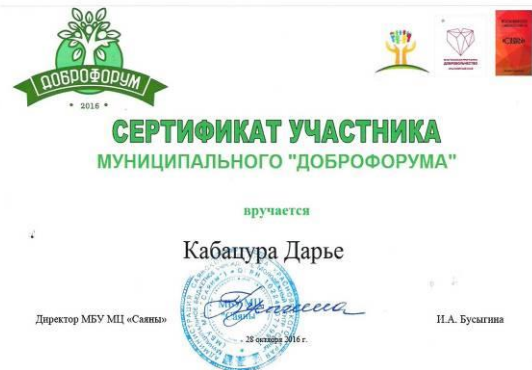 ДОБРОФОРУМ
• 2016 •
СЕРТИФИКАТ УЧАСТНИКА
МУНИЦИПАЛЬНОГО "ДОБРОФОРУМА"
вручается
Кабацура Дарье
Директор МБУ МЦ «Саяны»
И.А. Бусыгина
28 октября 2016 г.